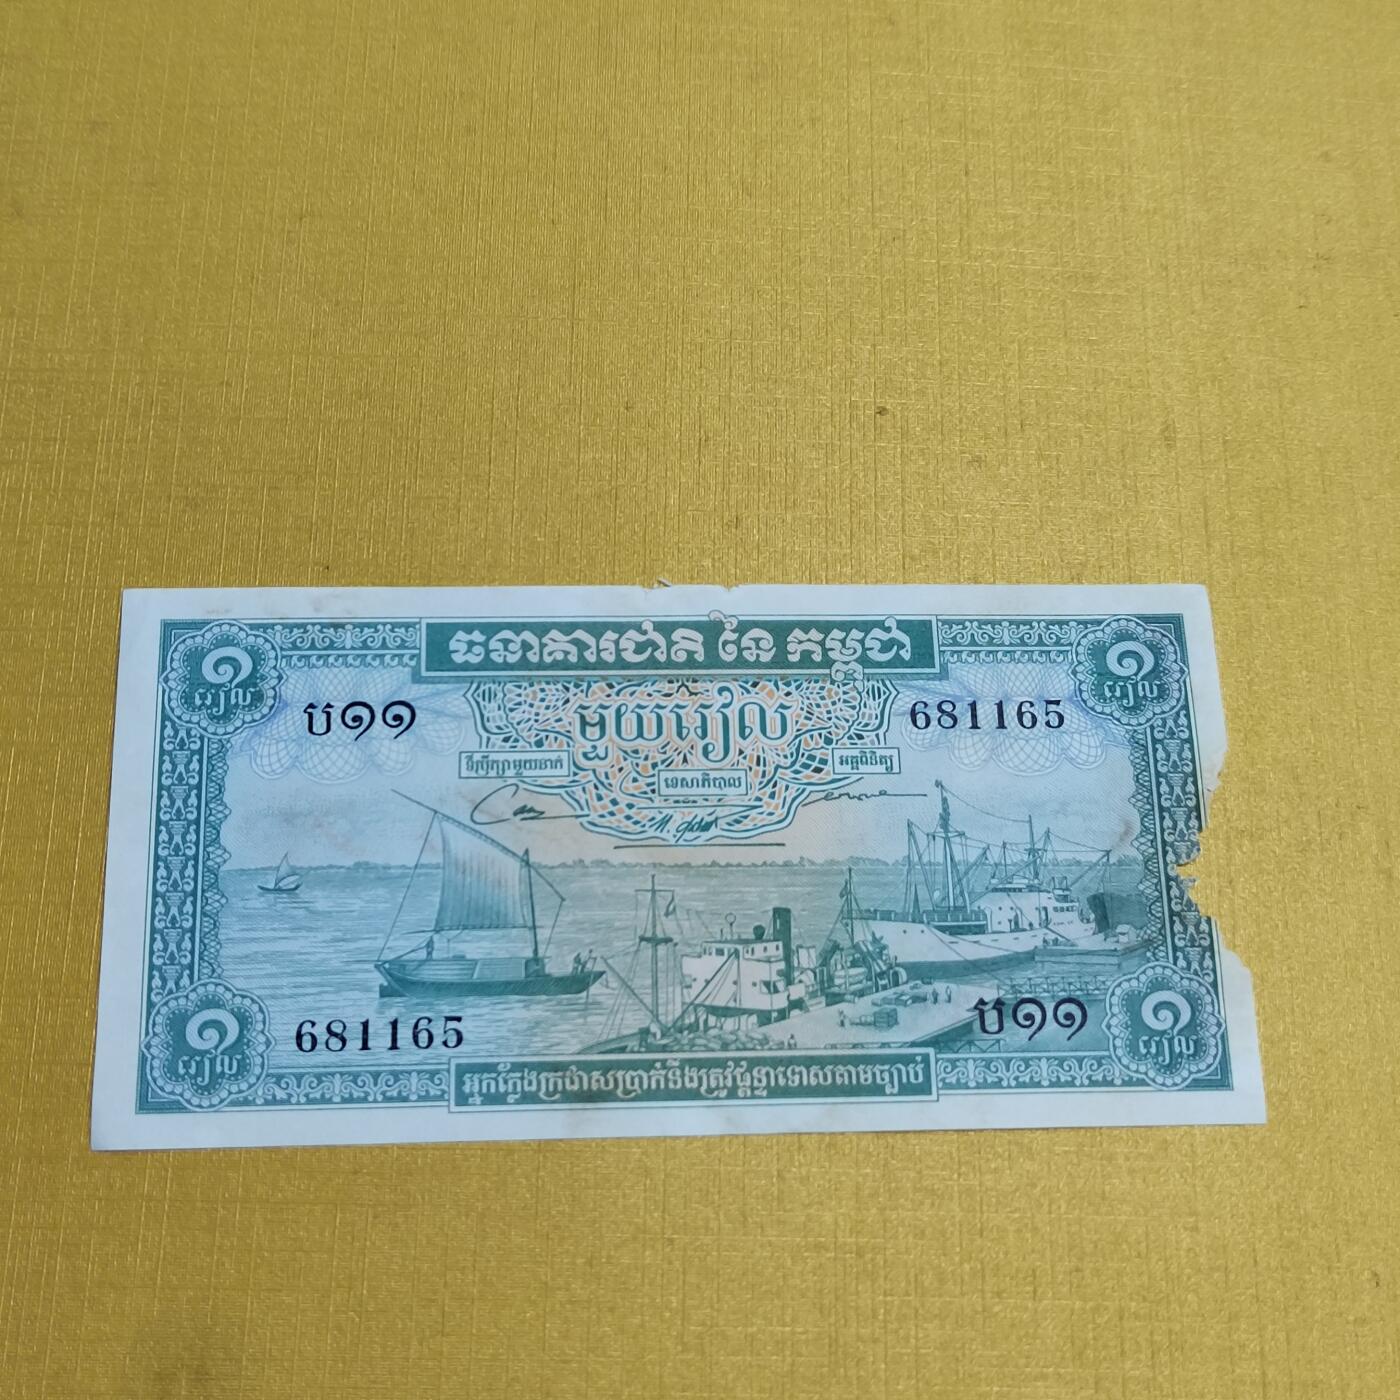 ធនាគារជាតិ នៃ កម្ពុជា
១ រៀល
១ រៀល
ប១១
មួយរៀល
681165
ទីប្រឹក្សាមួយនាក់
ទេសាភិបាល
អគ្គពិនិត្យ
681165
ប១១
១ រៀល
១ រៀល
អ្នកក្លែងក្រដាសប្រាក់នឹងត្រូវផ្តន្ទាទោសតាមច្បាប់